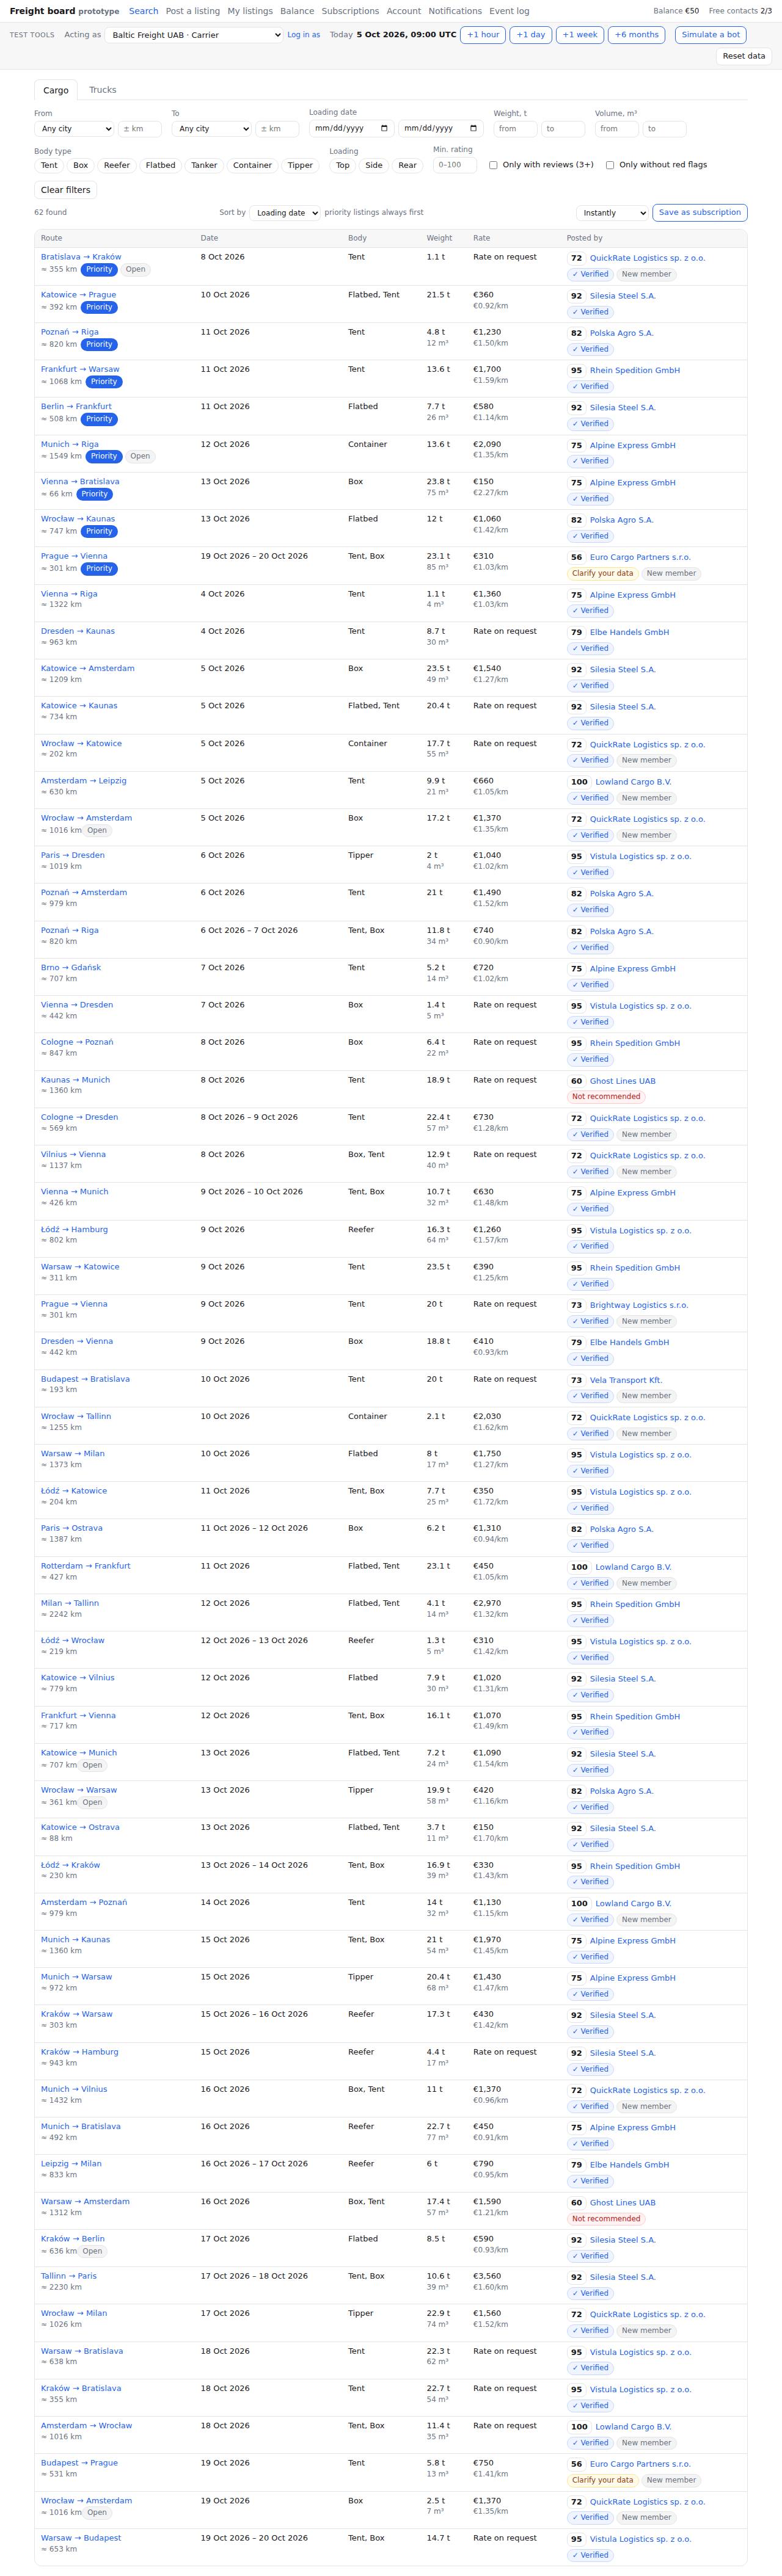 Freight board prototype Search Post a listing My listings Balance Subscriptions Account Notifications Event log Balance €50 Free contacts 2/3
TEST TOOLS Acting as Baltic Freight UAB · Carrier Log in as Today 5 Oct 2026, 09:00 UTC +1 hour +1 day +1 week +6 months Simulate a bot
Reset data
Cargo Trucks
From To Loading date Weight, t Volume, m³
Any city ± km Any city ± km mm/dd/yyyy mm/dd/yyyy from to from to
Body type Loading Min. rating
Tent Box Reefer Flatbed Tanker Container Tipper Top Side Rear 0–100 Only with reviews (3+) Only without red flags
Clear filters
62 found Sort by Loading date priority listings always first Instantly Save as subscription
Route Date Body Weight Rate Posted by
Bratislava → Kraków 8 Oct 2026 Tent 1.1 t Rate on request 72 QuickRate Logistics sp. z o.o.
≈ 355 km Priority Open ✓ Verified New member
Katowice → Prague 10 Oct 2026 Flatbed, Tent 21.5 t €360 92 Silesia Steel S.A.
≈ 392 km Priority €0.92/km ✓ Verified
Poznań → Riga 11 Oct 2026 Tent 4.8 t €1,230 82 Polska Agro S.A.
≈ 820 km Priority 12 m³ €1.50/km ✓ Verified
Frankfurt → Warsaw 11 Oct 2026 Tent 13.6 t €1,700 95 Rhein Spedition GmbH
≈ 1068 km Priority €1.59/km ✓ Verified
Berlin → Frankfurt 11 Oct 2026 Flatbed 7.7 t €580 92 Silesia Steel S.A.
≈ 508 km Priority 26 m³ €1.14/km ✓ Verified
Munich → Riga 12 Oct 2026 Container 13.6 t €2,090 75 Alpine Express GmbH
≈ 1549 km Priority Open €1.35/km ✓ Verified
Vienna → Bratislava 13 Oct 2026 Box 23.8 t €150 75 Alpine Express GmbH
≈ 66 km Priority 75 m³ €2.27/km ✓ Verified
Wrocław → Kaunas 13 Oct 2026 Flatbed 12 t €1,060 82 Polska Agro S.A.
≈ 747 km Priority €1.42/km ✓ Verified
Prague → Vienna 19 Oct 2026 – 20 Oct 2026 Tent, Box 23.1 t €310 56 Euro Cargo Partners s.r.o.
≈ 301 km Priority 85 m³ €1.03/km Clarify your data New member
Vienna → Riga 4 Oct 2026 Tent 1.1 t €1,360 75 Alpine Express GmbH
≈ 1322 km 4 m³ €1.03/km ✓ Verified
Dresden → Kaunas 4 Oct 2026 Tent 8.7 t Rate on request 79 Elbe Handels GmbH
≈ 963 km 30 m³ ✓ Verified
Katowice → Amsterdam 5 Oct 2026 Box 23.5 t €1,540 92 Silesia Steel S.A.
≈ 1209 km 49 m³ €1.27/km ✓ Verified
Katowice → Kaunas 5 Oct 2026 Flatbed, Tent 20.4 t Rate on request 92 Silesia Steel S.A.
≈ 734 km ✓ Verified
Wrocław → Katowice 5 Oct 2026 Container 17.7 t Rate on request 72 QuickRate Logistics sp. z o.o.
≈ 202 km 55 m³ ✓ Verified New member
Amsterdam → Leipzig 5 Oct 2026 Tent 9.9 t €660 100 Lowland Cargo B.V.
≈ 630 km 21 m³ €1.05/km ✓ Verified New member
Wrocław → Amsterdam 5 Oct 2026 Box 17.2 t €1,370 72 QuickRate Logistics sp. z o.o.
≈ 1016 km Open €1.35/km ✓ Verified New member
Paris → Dresden 6 Oct 2026 Tipper 2 t €1,040 95 Vistula Logistics sp. z o.o.
≈ 1019 km 4 m³ €1.02/km ✓ Verified
Poznań → Amsterdam 6 Oct 2026 Tent 21 t €1,490 82 Polska Agro S.A.
≈ 979 km €1.52/km ✓ Verified
Poznań → Riga 6 Oct 2026 – 7 Oct 2026 Tent, Box 11.8 t €740 82 Polska Agro S.A.
≈ 820 km 34 m³ €0.90/km ✓ Verified
Brno → Gdańsk 7 Oct 2026 Tent 5.2 t €720 75 Alpine Express GmbH
≈ 707 km 14 m³ €1.02/km ✓ Verified
Vienna → Dresden 7 Oct 2026 Box 1.4 t Rate on request 95 Vistula Logistics sp. z o.o.
≈ 442 km 5 m³ ✓ Verified
Cologne → Poznań 8 Oct 2026 Box 6.4 t Rate on request 95 Rhein Spedition GmbH
≈ 847 km 22 m³ ✓ Verified
Kaunas → Munich 8 Oct 2026 Tent 18.9 t Rate on request 60 Ghost Lines UAB
≈ 1360 km Not recommended
Cologne → Dresden 8 Oct 2026 – 9 Oct 2026 Tent 22.4 t €730 72 QuickRate Logistics sp. z o.o.
≈ 569 km 57 m³ €1.28/km ✓ Verified New member
Vilnius → Vienna 8 Oct 2026 Box, Tent 12.9 t Rate on request 72 QuickRate Logistics sp. z o.o.
≈ 1137 km 40 m³ ✓ Verified New member
Vienna → Munich 9 Oct 2026 – 10 Oct 2026 Tent, Box 10.7 t €630 75 Alpine Express GmbH
≈ 426 km 32 m³ €1.48/km ✓ Verified
Łódź → Hamburg 9 Oct 2026 Reefer 16.3 t €1,260 95 Vistula Logistics sp. z o.o.
≈ 802 km 64 m³ €1.57/km ✓ Verified
Warsaw → Katowice 9 Oct 2026 Tent 23.5 t €390 95 Rhein Spedition GmbH
≈ 311 km €1.25/km ✓ Verified
Prague → Vienna 9 Oct 2026 Tent 20 t Rate on request 73 Brightway Logistics s.r.o.
≈ 301 km ✓ Verified New member
Dresden → Vienna 9 Oct 2026 Box 18.8 t €410 79 Elbe Handels GmbH
≈ 442 km €0.93/km ✓ Verified
Budapest → Bratislava 10 Oct 2026 Tent 20 t Rate on request 73 Vela Transport Kft.
≈ 193 km ✓ Verified New member
Wrocław → Tallinn 10 Oct 2026 Container 2.1 t €2,030 72 QuickRate Logistics sp. z o.o.
≈ 1255 km €1.62/km ✓ Verified New member
Warsaw → Milan 10 Oct 2026 Flatbed 8 t €1,750 95 Vistula Logistics sp. z o.o.
≈ 1373 km 17 m³ €1.27/km ✓ Verified
Łódź → Katowice 11 Oct 2026 Tent, Box 7.7 t €350 95 Vistula Logistics sp. z o.o.
≈ 204 km 25 m³ €1.72/km ✓ Verified
Paris → Ostrava 11 Oct 2026 – 12 Oct 2026 Box 6.2 t €1,310 82 Polska Agro S.A.
≈ 1387 km €0.94/km ✓ Verified
Rotterdam → Frankfurt 11 Oct 2026 Flatbed, Tent 23.1 t €450 100 Lowland Cargo B.V.
≈ 427 km €1.05/km ✓ Verified New member
Milan → Tallinn 12 Oct 2026 Flatbed, Tent 4.1 t €2,970 95 Rhein Spedition GmbH
≈ 2242 km 14 m³ €1.32/km ✓ Verified
Łódź → Wrocław 12 Oct 2026 – 13 Oct 2026 Reefer 1.3 t €310 95 Vistula Logistics sp. z o.o.
≈ 219 km 5 m³ €1.42/km ✓ Verified
Katowice → Vilnius 12 Oct 2026 Flatbed 7.9 t €1,020 92 Silesia Steel S.A.
≈ 779 km 30 m³ €1.31/km ✓ Verified
Frankfurt → Vienna 12 Oct 2026 Tent, Box 16.1 t €1,070 95 Rhein Spedition GmbH
≈ 717 km €1.49/km ✓ Verified
Katowice → Munich 13 Oct 2026 Flatbed, Tent 7.2 t €1,090 92 Silesia Steel S.A.
≈ 707 km Open 24 m³ €1.54/km ✓ Verified
Wrocław → Warsaw 13 Oct 2026 Tipper 19.9 t €420 82 Polska Agro S.A.
≈ 361 km Open 58 m³ €1.16/km ✓ Verified
Katowice → Ostrava 13 Oct 2026 Flatbed, Tent 3.7 t €150 92 Silesia Steel S.A.
≈ 88 km 11 m³ €1.70/km ✓ Verified
Łódź → Kraków 13 Oct 2026 – 14 Oct 2026 Tent, Box 16.9 t €330 95 Rhein Spedition GmbH
≈ 230 km 39 m³ €1.43/km ✓ Verified
Amsterdam → Poznań 14 Oct 2026 Tent 14 t €1,130 100 Lowland Cargo B.V.
≈ 979 km 32 m³ €1.15/km ✓ Verified New member
Munich → Kaunas 15 Oct 2026 Tent, Box 21 t €1,970 75 Alpine Express GmbH
≈ 1360 km 54 m³ €1.45/km ✓ Verified
Munich → Warsaw 15 Oct 2026 Tipper 20.4 t €1,430 75 Alpine Express GmbH
≈ 972 km 68 m³ €1.47/km ✓ Verified
Kraków → Warsaw 15 Oct 2026 – 16 Oct 2026 Reefer 17.3 t €430 92 Silesia Steel S.A.
≈ 303 km €1.42/km ✓ Verified
Kraków → Hamburg 15 Oct 2026 Reefer 4.4 t Rate on request 92 Silesia Steel S.A.
≈ 943 km 17 m³ ✓ Verified
Munich → Vilnius 16 Oct 2026 Box, Tent 11 t €1,370 72 QuickRate Logistics sp. z o.o.
≈ 1432 km €0.96/km ✓ Verified New member
Munich → Bratislava 16 Oct 2026 Reefer 22.7 t €450 75 Alpine Express GmbH
≈ 492 km 77 m³ €0.91/km ✓ Verified
Leipzig → Milan 16 Oct 2026 – 17 Oct 2026 Reefer 6 t €790 79 Elbe Handels GmbH
≈ 833 km €0.95/km ✓ Verified
Warsaw → Amsterdam 16 Oct 2026 Box, Tent 17.4 t €1,590 60 Ghost Lines UAB
≈ 1312 km 57 m³ €1.21/km Not recommended
Kraków → Berlin 17 Oct 2026 Flatbed 8.5 t €590 92 Silesia Steel S.A.
≈ 636 km Open €0.93/km ✓ Verified
Tallinn → Paris 17 Oct 2026 – 18 Oct 2026 Tent, Box 10.6 t €3,560 92 Silesia Steel S.A.
≈ 2230 km 39 m³ €1.60/km ✓ Verified
Wrocław → Milan 17 Oct 2026 Tipper 22.9 t €1,560 72 QuickRate Logistics sp. z o.o.
≈ 1026 km 74 m³ €1.52/km ✓ Verified New member
Warsaw → Bratislava 18 Oct 2026 Tent 22.3 t Rate on request 95 Vistula Logistics sp. z o.o.
≈ 638 km 62 m³ ✓ Verified
Kraków → Bratislava 18 Oct 2026 Tent 22.7 t Rate on request 95 Vistula Logistics sp. z o.o.
≈ 355 km 54 m³ ✓ Verified
Amsterdam → Wrocław 18 Oct 2026 Tent, Box 11.4 t Rate on request 100 Lowland Cargo B.V.
≈ 1016 km 35 m³ ✓ Verified New member
Budapest → Prague 19 Oct 2026 Tent 5.8 t €750 56 Euro Cargo Partners s.r.o.
≈ 531 km 13 m³ €1.41/km Clarify your data New member
Wrocław → Amsterdam 19 Oct 2026 Box 2.5 t €1,370 72 QuickRate Logistics sp. z o.o.
≈ 1016 km Open 7 m³ €1.35/km ✓ Verified New member
Warsaw → Budapest 19 Oct 2026 – 20 Oct 2026 Tent, Box 14.7 t Rate on request 95 Vistula Logistics sp. z o.o.
≈ 653 km ✓ Verified